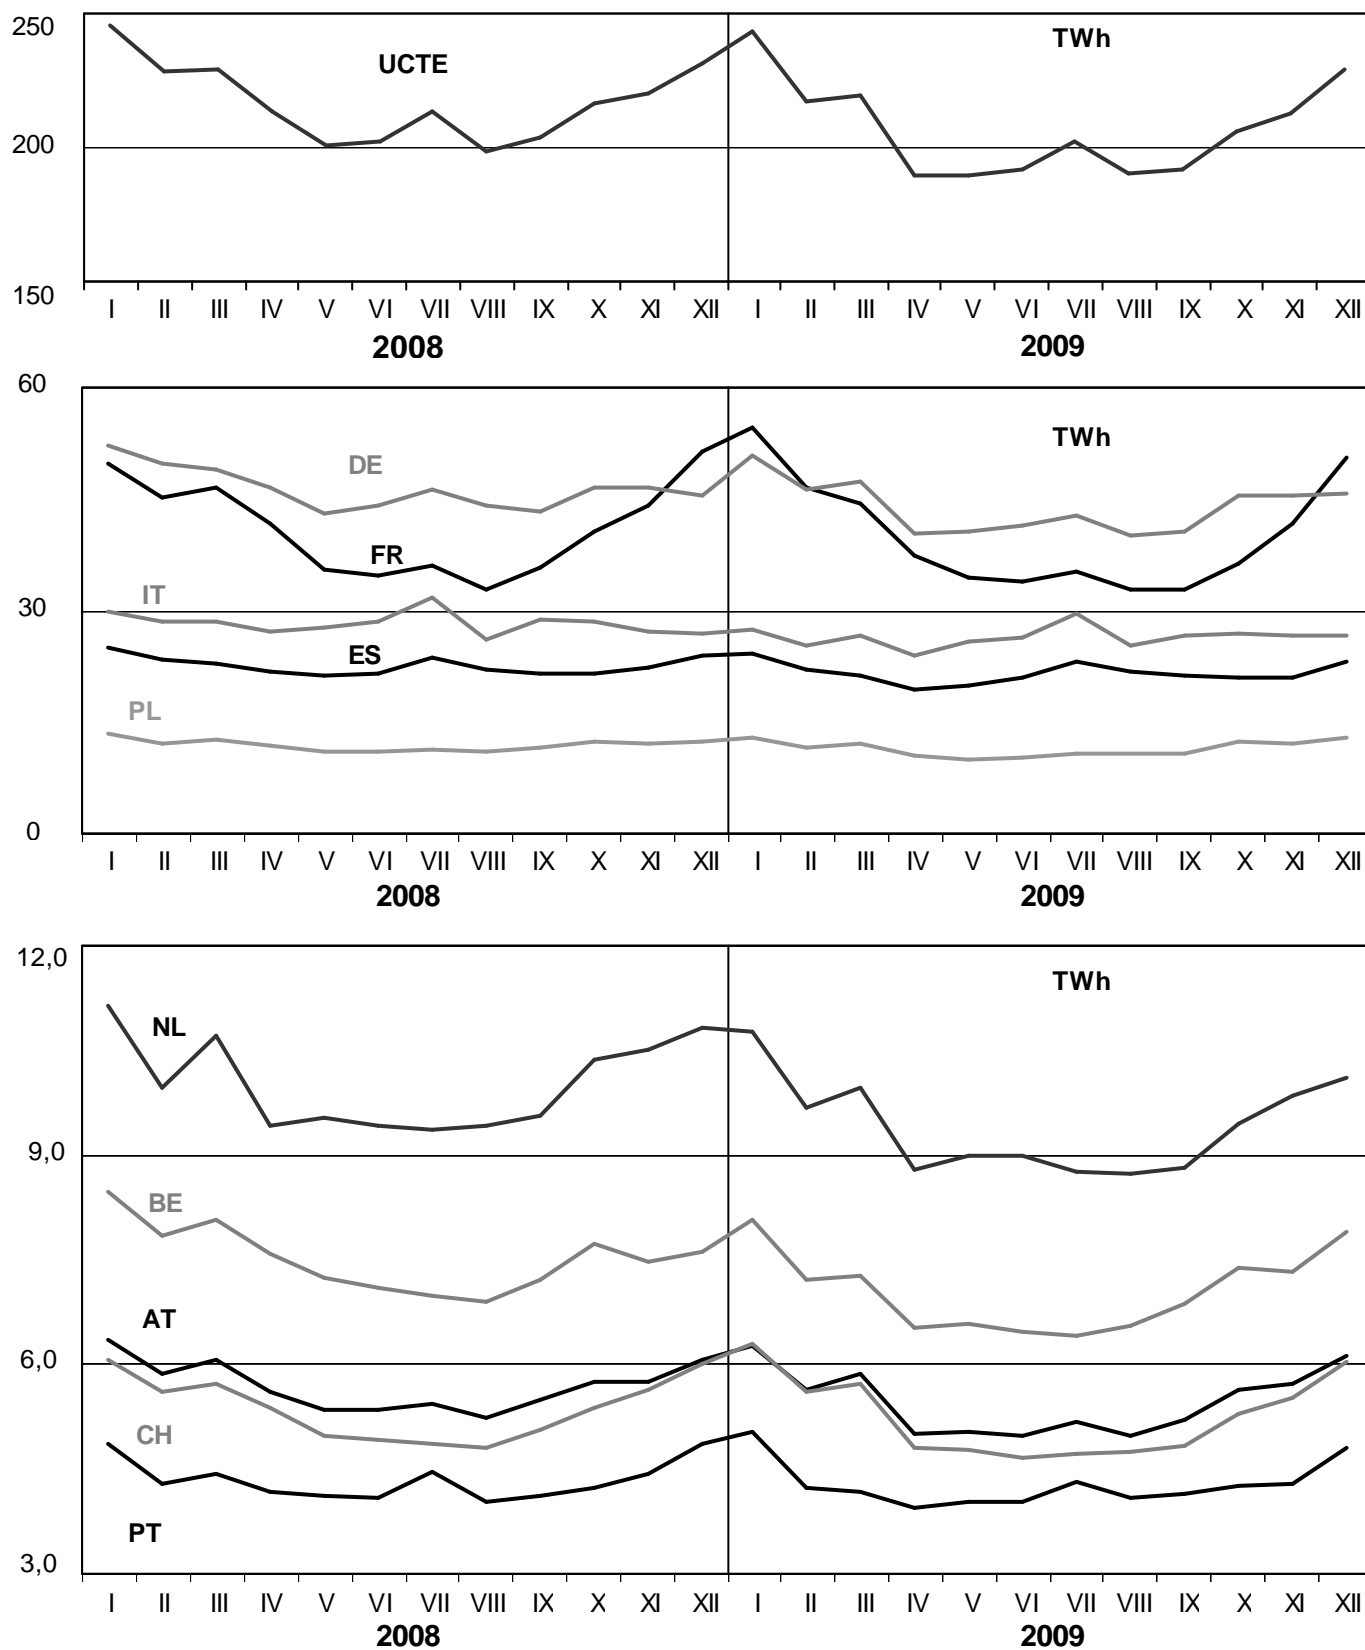 250
TWh
UCTE
200
150
I II III IV V VI VII VIII IX X XI XII I II III IV V VI VII VIII IX X XI XII
2008 2009
60
TWh
DE
FR
IT
30
ES
PL
0
I II III IV V VI VII VIII IX X XI XII I II III IV V VI VII VIII IX X XI XII
2008 2009
12,0
TWh
NL
9,0
BE
AT
6,0
CH
PT
3,0
I II III IV V VI VII VIII IX X XI XII I II III IV V VI VII VIII IX X XI XII
2008 2009